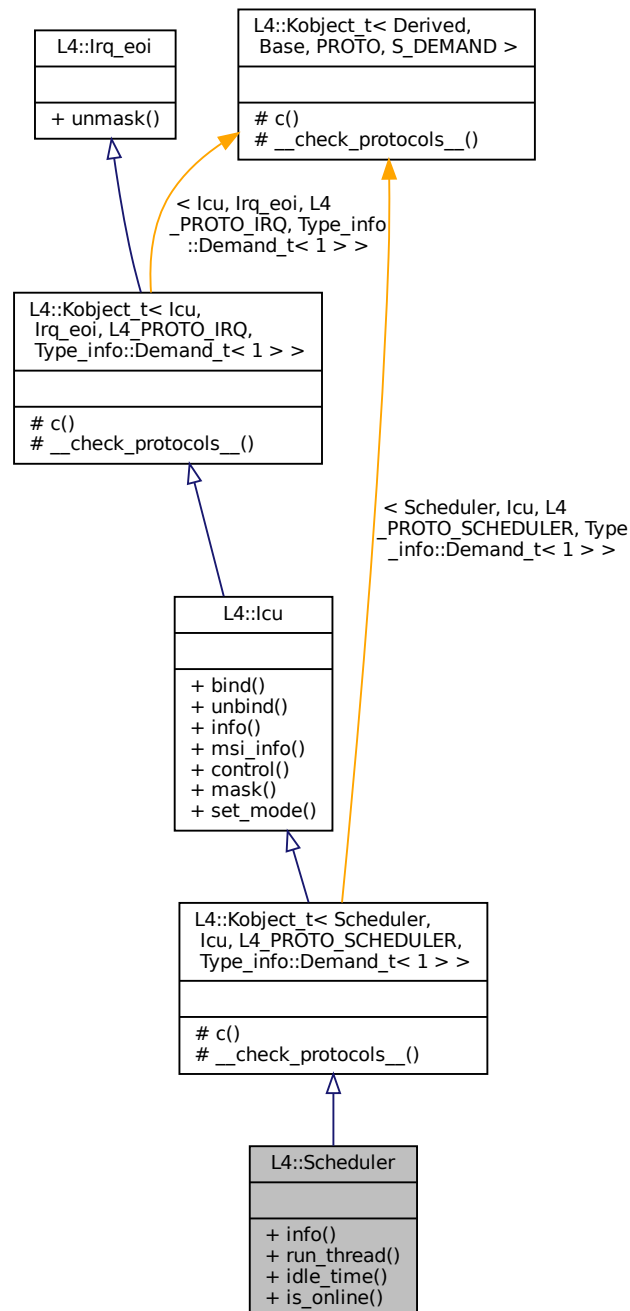 L4::Irq_eoi
+ unmask()
L4::Kobject_t< Derived,
Base, PROTO, S_DEMAND >
# c()
# __check_protocols__()
< Icu, Irq_eoi, L4
_PROTO_IRQ, Type_info
::Demand_t< 1 > >
L4::Kobject_t< Icu,
Irq_eoi, L4_PROTO_IRQ,
Type_info::Demand_t< 1 > >
# c()
# __check_protocols__()
< Scheduler, Icu, L4
_PROTO_SCHEDULER, Type
_info::Demand_t< 1 > >
L4::Icu
+ bind()
+ unbind()
+ info()
+ msi_info()
+ control()
+ mask()
+ set_mode()
L4::Kobject_t< Scheduler,
Icu, L4_PROTO_SCHEDULER,
Type_info::Demand_t< 1 > >
# c()
# __check_protocols__()
L4::Scheduler
+ info()
+ run_thread()
+ idle_time()
+ is_online()